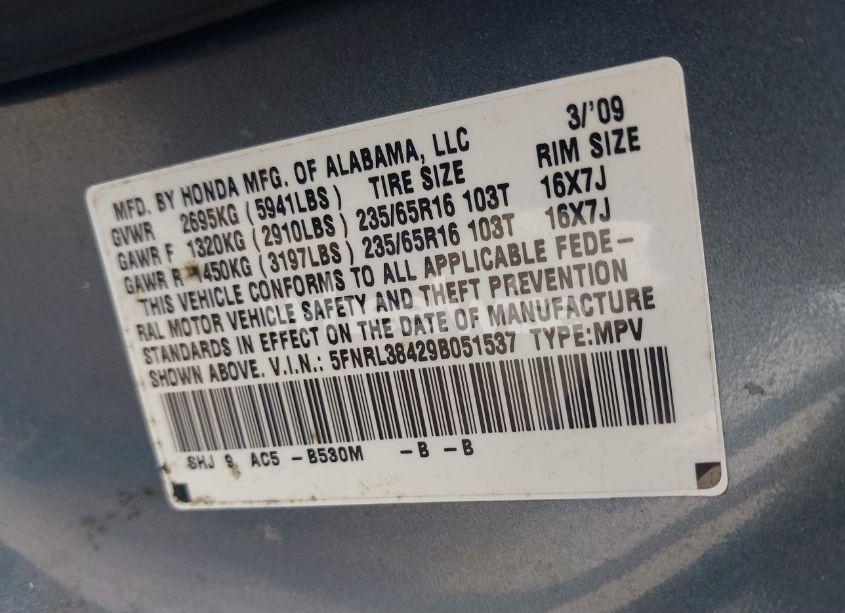 3/'09
MFD. BY HONDA MFG. OF ALABAMA, LLC
GVWR 2695KG (5941LBS) TIRE SIZE RIM SIZE
GAWR F 1320KG (2910LBS) 235/65R16 103T 16X7J
GAWR R 1450KG (3197LBS) 235/65R16 103T 16X7J
THIS VEHICLE CONFORMS TO ALL APPLICABLE FEDE-
RAL MOTOR VEHICLE SAFETY AND THEFT PREVENTION
STANDARDS IN EFFECT ON THE DATE OF MANUFACTURE
SHOWN ABOVE. V.I.N.: 5FNRL38429B051537 TYPE:MPV
SHJ 9 AC5 -B530M -B -B